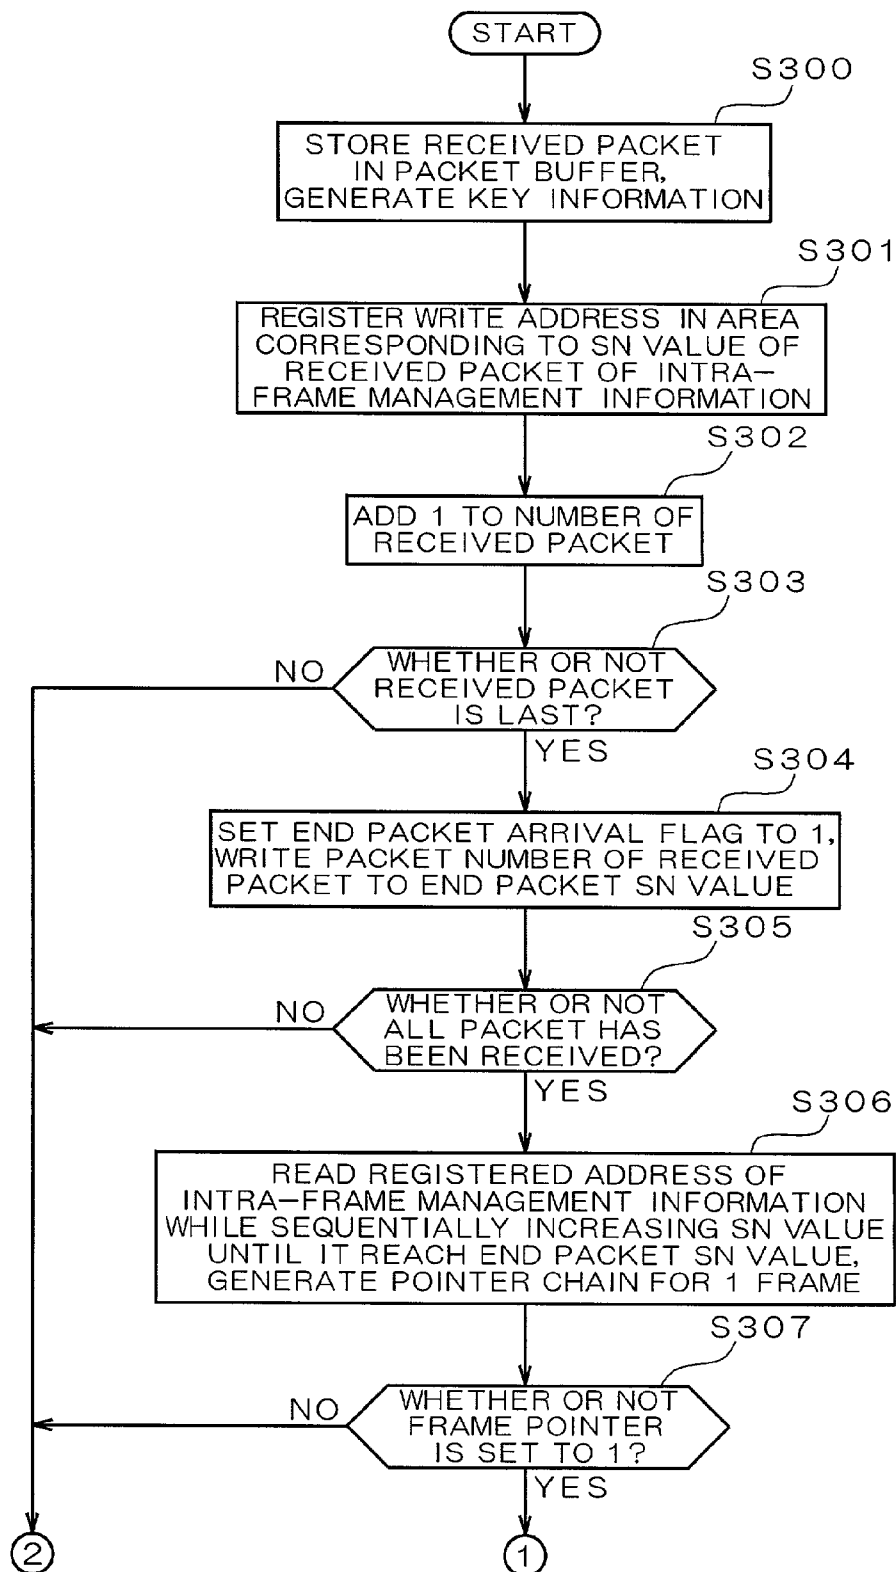 START
S300
STORE RECEIVED PACKET
IN PACKET BUFFER,
GENERATE KEY INFORMATION
S301
REGISTER WRITE ADDRESS IN AREA
CORRESPONDING TO SN VALUE OF
RECEIVED PACKET OF INTRA-
FRAME MANAGEMENT INFORMATION
S302
ADD 1 TO NUMBER OF
RECEIVED PACKET
S303
NO
WHETHER OR NOT
RECEIVED PACKET
IS LAST?
YES
S304
SET END PACKET ARRIVAL FLAG TO 1,
WRITE PACKET NUMBER OF RECEIVED
PACKET TO END PACKET SN VALUE
S305
NO
WHETHER OR NOT
ALL PACKET HAS
BEEN RECEIVED?
YES
S306
READ REGISTERED ADDRESS OF
INTRA-FRAME MANAGEMENT INFORMATION
WHILE SEQUENTIALLY INCREASING SN VALUE
UNTIL IT REACH END PACKET SN VALUE,
GENERATE POINTER CHAIN FOR 1 FRAME
S307
NO
WHETHER OR NOT
FRAME POINTER
IS SET TO 1?
YES
2
1